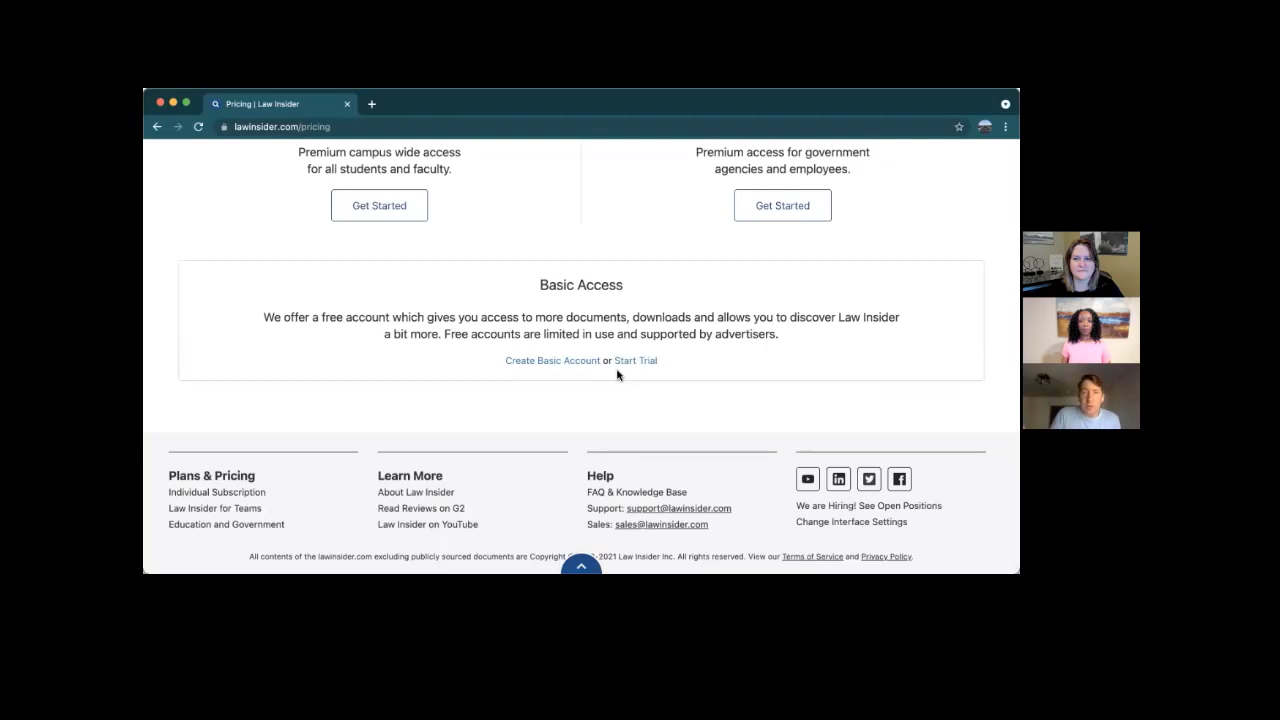 Pricing | Law Insider
lawinsider.com/pricing
Premium campus wide access
for all students and faculty.
Get Started
Premium access for government
agencies and employees.
Get Started
Basic Access
We offer a free account which gives you access to more documents, downloads and allows you to discover Law Insider
a bit more. Free accounts are limited in use and supported by advertisers.
Create Basic Account or Start Trial
Plans & Pricing
Individual Subscription
Law Insider for Teams
Education and Government
Learn More
About Law Insider
Read Reviews on G2
Law Insider on YouTube
Help
FAQ & Knowledge Base
Support: support@lawinsider.com
Sales: sales@lawinsider.com
We are Hiring! See Open Positions
Change Interface Settings
All contents of the lawinsider.com excluding publicly sourced documents are Copyright -2021 Law Insider Inc. All rights reserved. View our Terms of Service and Privacy Policy.